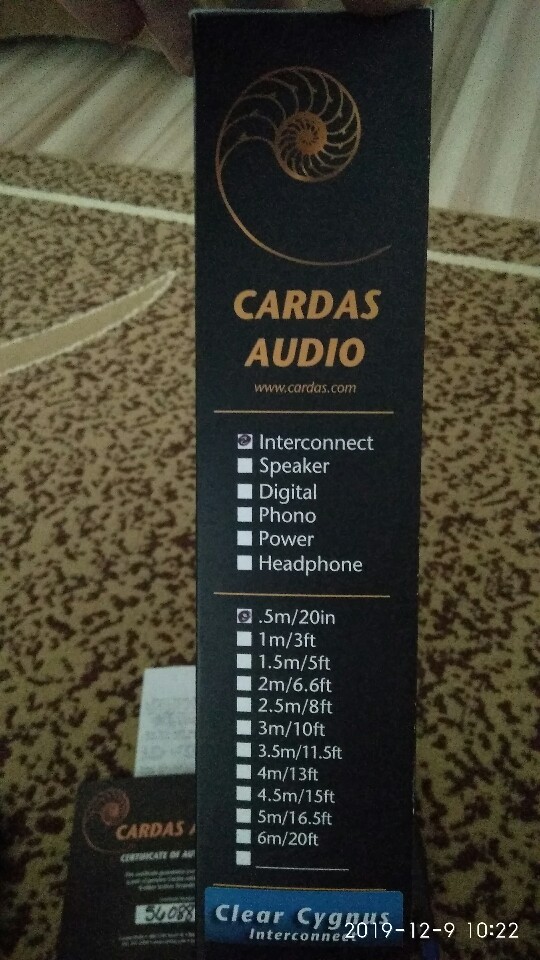 CARDAS
AUDIO
www.cardas.com
Interconnect
Speaker
Digital
Phono
Power
Headphone
.5m/20in
1m/3ft
1.5m/5ft
2m/6.6ft
2.5m/8ft
3m/10ft
3.5m/11.5ft
4m/13ft
4.5m/15ft
5m/16.5ft
6m/20ft
Clear Cygnus
Interconnect
CARDAS
CERTIFICATE OF
2019-12-9 10:22